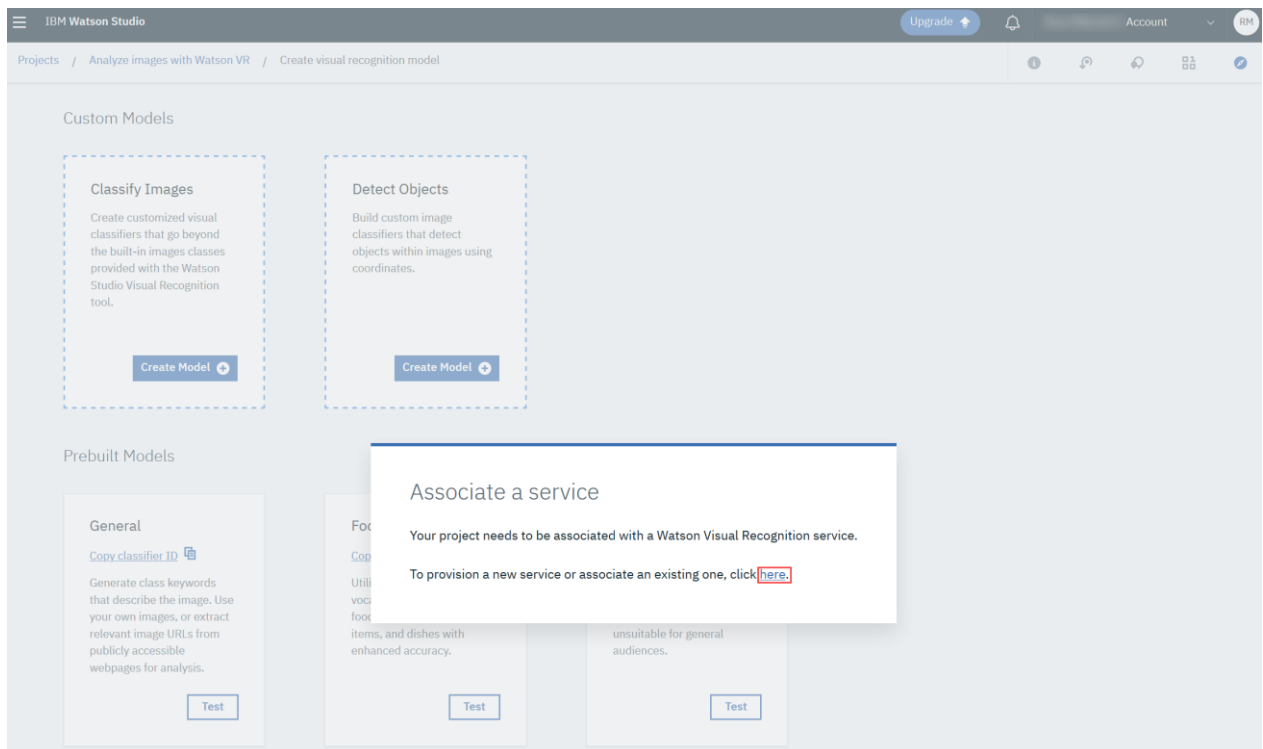 IBM Watson Studio
Upgrade
Account
RM
Projects / Analyze images with Watson VR / Create visual recognition model
Custom Models
Classify Images
Create customized visual
classifiers that go beyond
the built-in images classes
provided with the Watson
Studio Visual Recognition
tool.
Create Model
Detect Objects
Build custom image
classifiers that detect
objects within images using
coordinates.
Create Model
Prebuilt Models
General
Copy classifier ID
Generate class keywords
that describe the image. Use
your own images, or extract
relevant image URLs from
publicly accessible
webpages for analysis.
Test
items, and dishes with
enhanced accuracy.
Test
unsuitable for general
audiences.
Test
Associate a service
Your project needs to be associated with a Watson Visual Recognition service.
To provision a new service or associate an existing one, click here.